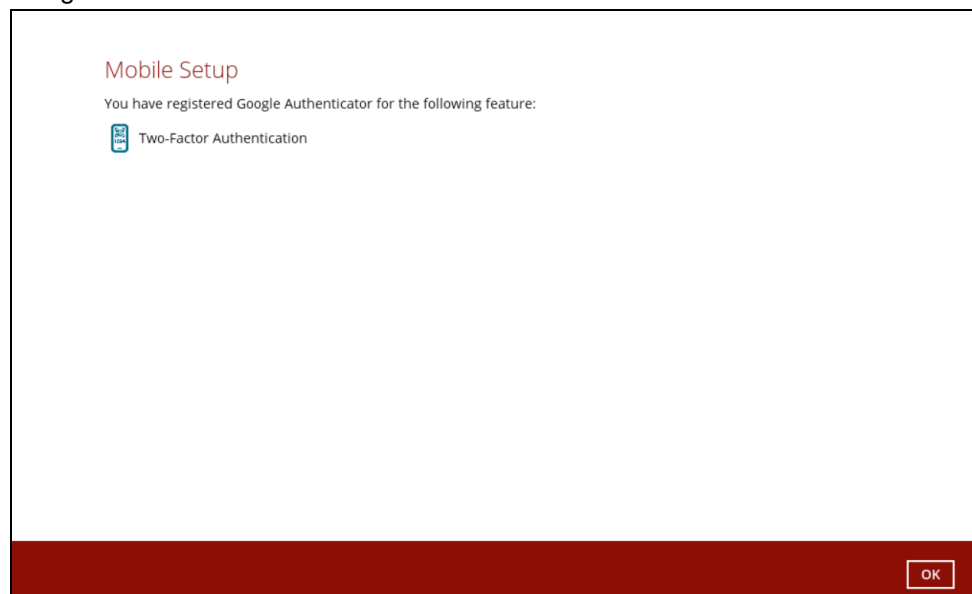 Mobile Setup
You have registered Google Authenticator for the following feature:
Two-Factor Authentication
OK